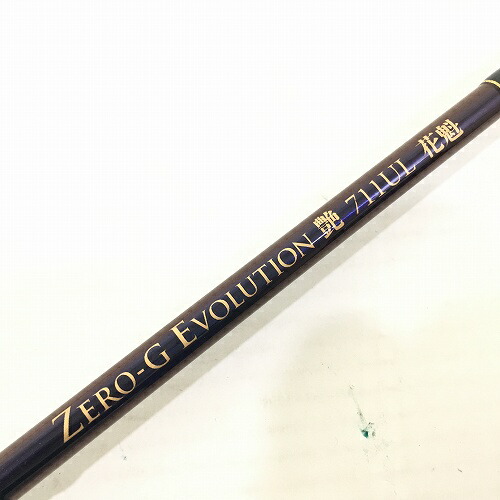 ZERO-G EVOLUTION 艶 711UL 花魁